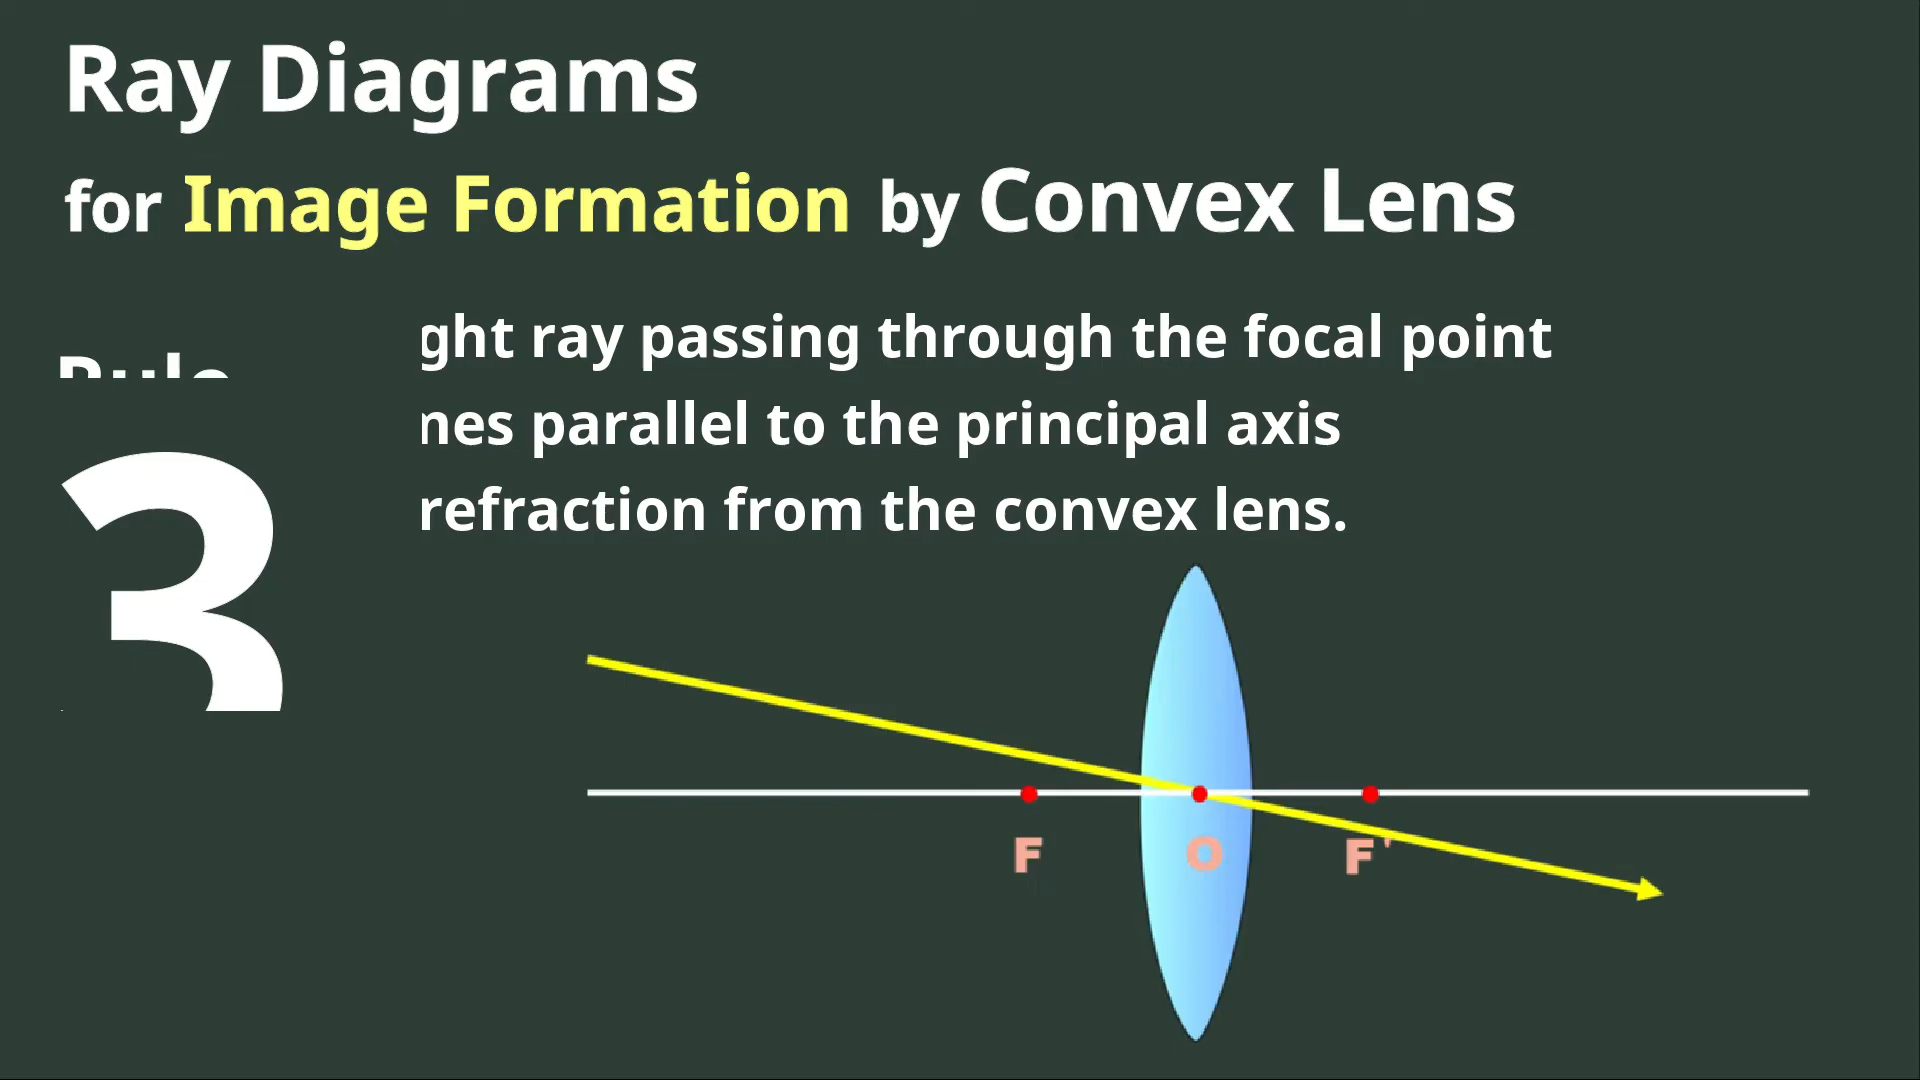 Ray Diagrams
for Image Formation by Convex Lens
Rule
3
ght ray passing through the focal point
nes parallel to the principal axis
refraction from the convex lens.
F
O
F'